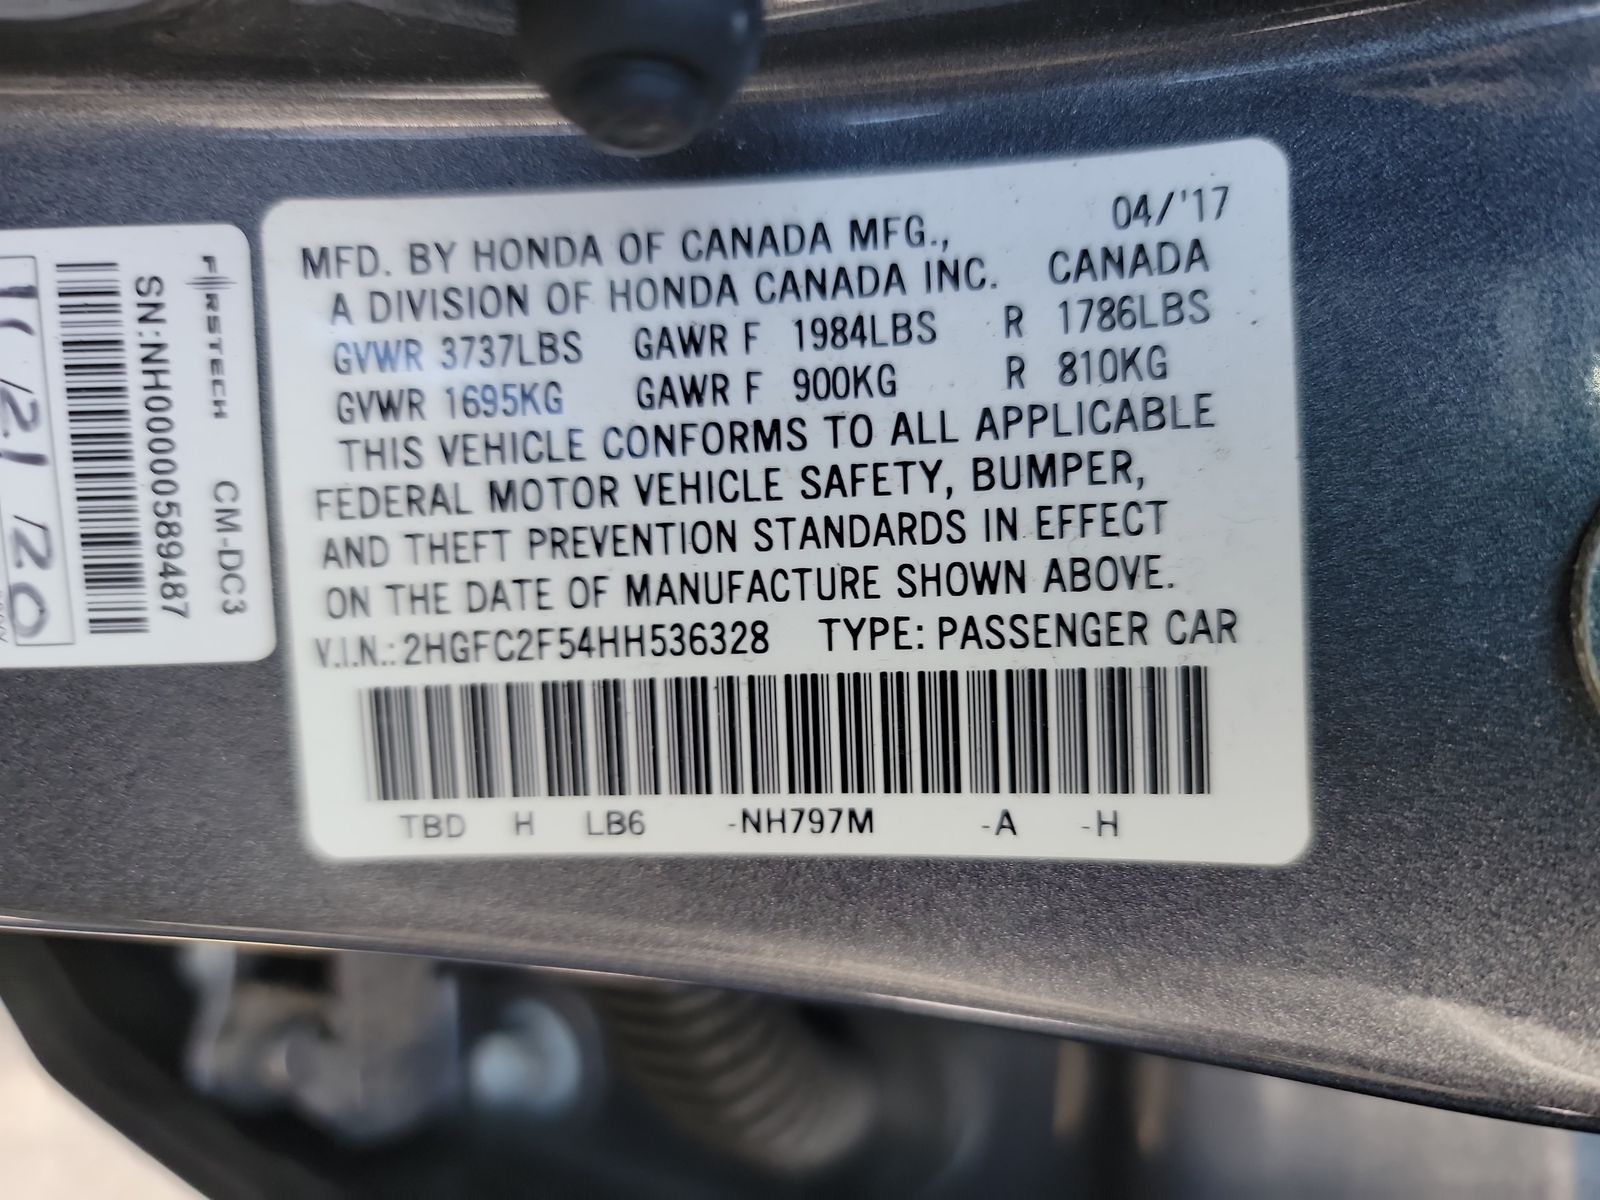 04/'17
MFD. BY HONDA OF CANADA MFG.,
A DIVISION OF HONDA CANADA INC. CANADA
GVWR 3737LBS GAWR F 1984LBS R 1786LBS
GVWR 1695KG GAWR F 900KG R 810KG
THIS VEHICLE CONFORMS TO ALL APPLICABLE
FEDERAL MOTOR VEHICLE SAFETY, BUMPER,
AND THEFT PREVENTION STANDARDS IN EFFECT
ON THE DATE OF MANUFACTURE SHOWN ABOVE.
V.I.N.: 2HGFC2F54HH536328 TYPE: PASSENGER CAR
TBD H LB6 -NH797M -A -H
FIRSTECH CM-DC3
SN:NH00000589487